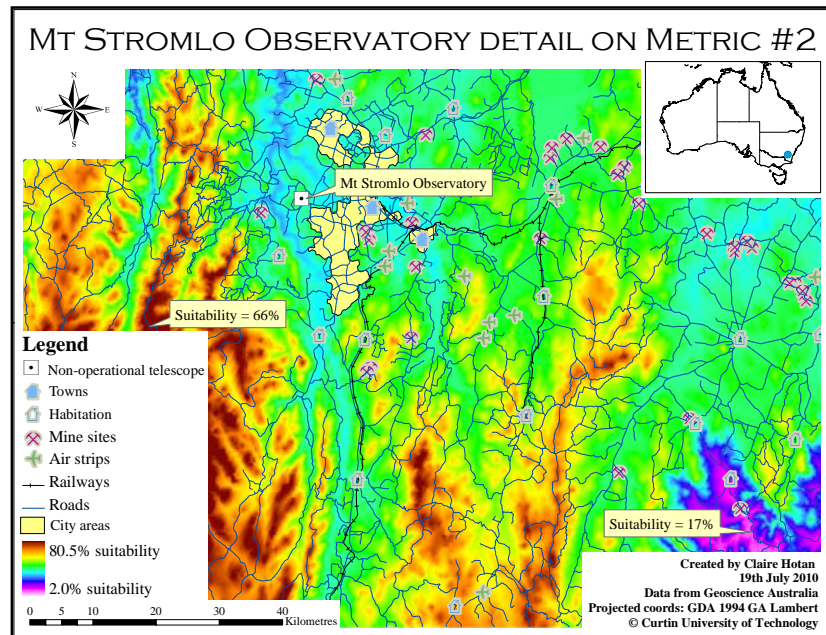 MT STROMLO OBSERVATORY DETAIL ON METRIC #2
N
W E
S
Mt Stromlo Observatory
Suitability = 66%
Legend
Non-operational telescope
Towns
Habitation
Mine sites
Air strips
Railways
Roads
City areas
80.5% suitability
2.0% suitability
0 5 10 20 30 40
Kilometres
Suitability = 17%
Created by Claire Hotan
19th July 2010
Data from Geoscience Australia
Projected coords: GDA 1994 GA Lambert
© Curtin University of Technology